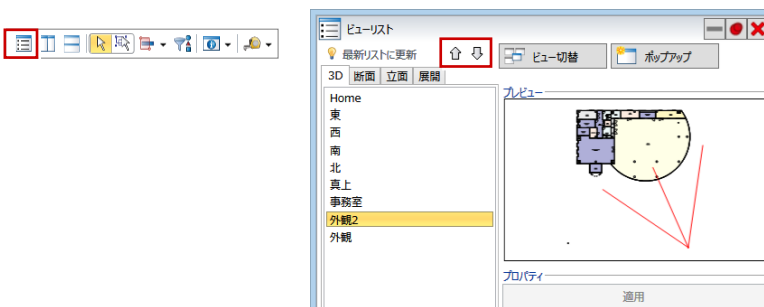 ビューリスト
最新リストに更新
ビュー切替
ポップアップ
3D 断面 立面 展開
Home
東
西
南
北
真上
事務室
外観2
外観
プレビュー
プロパティ
適用